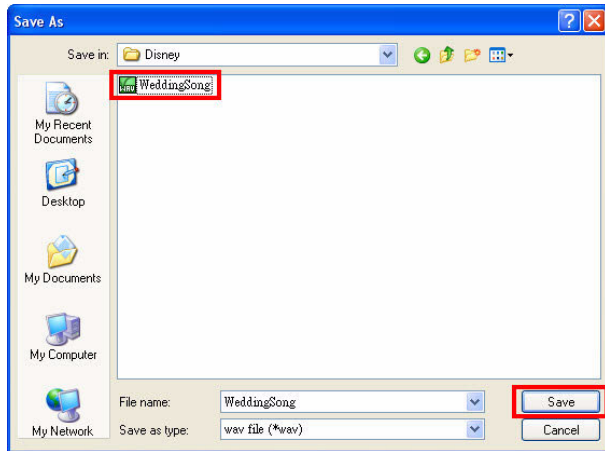 Save As
Save in: Disney
WAV WeddingSong
My Recent
Documents
Desktop
My Documents
My Computer
My Network
File name: WeddingSong Save
Save as type: wav file (*wav) Cancel